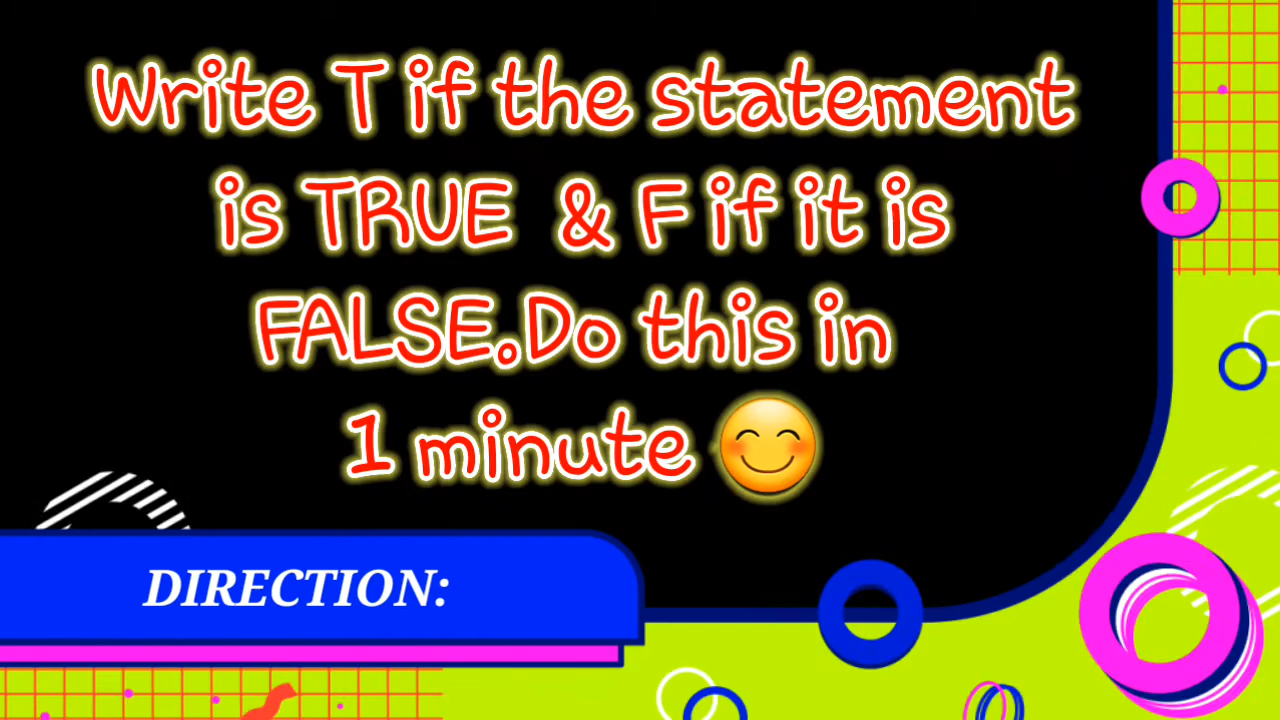 Write T if the statement
is TRUE & F if it is
FALSE.Do this in
1 minute 😊
DIRECTION: